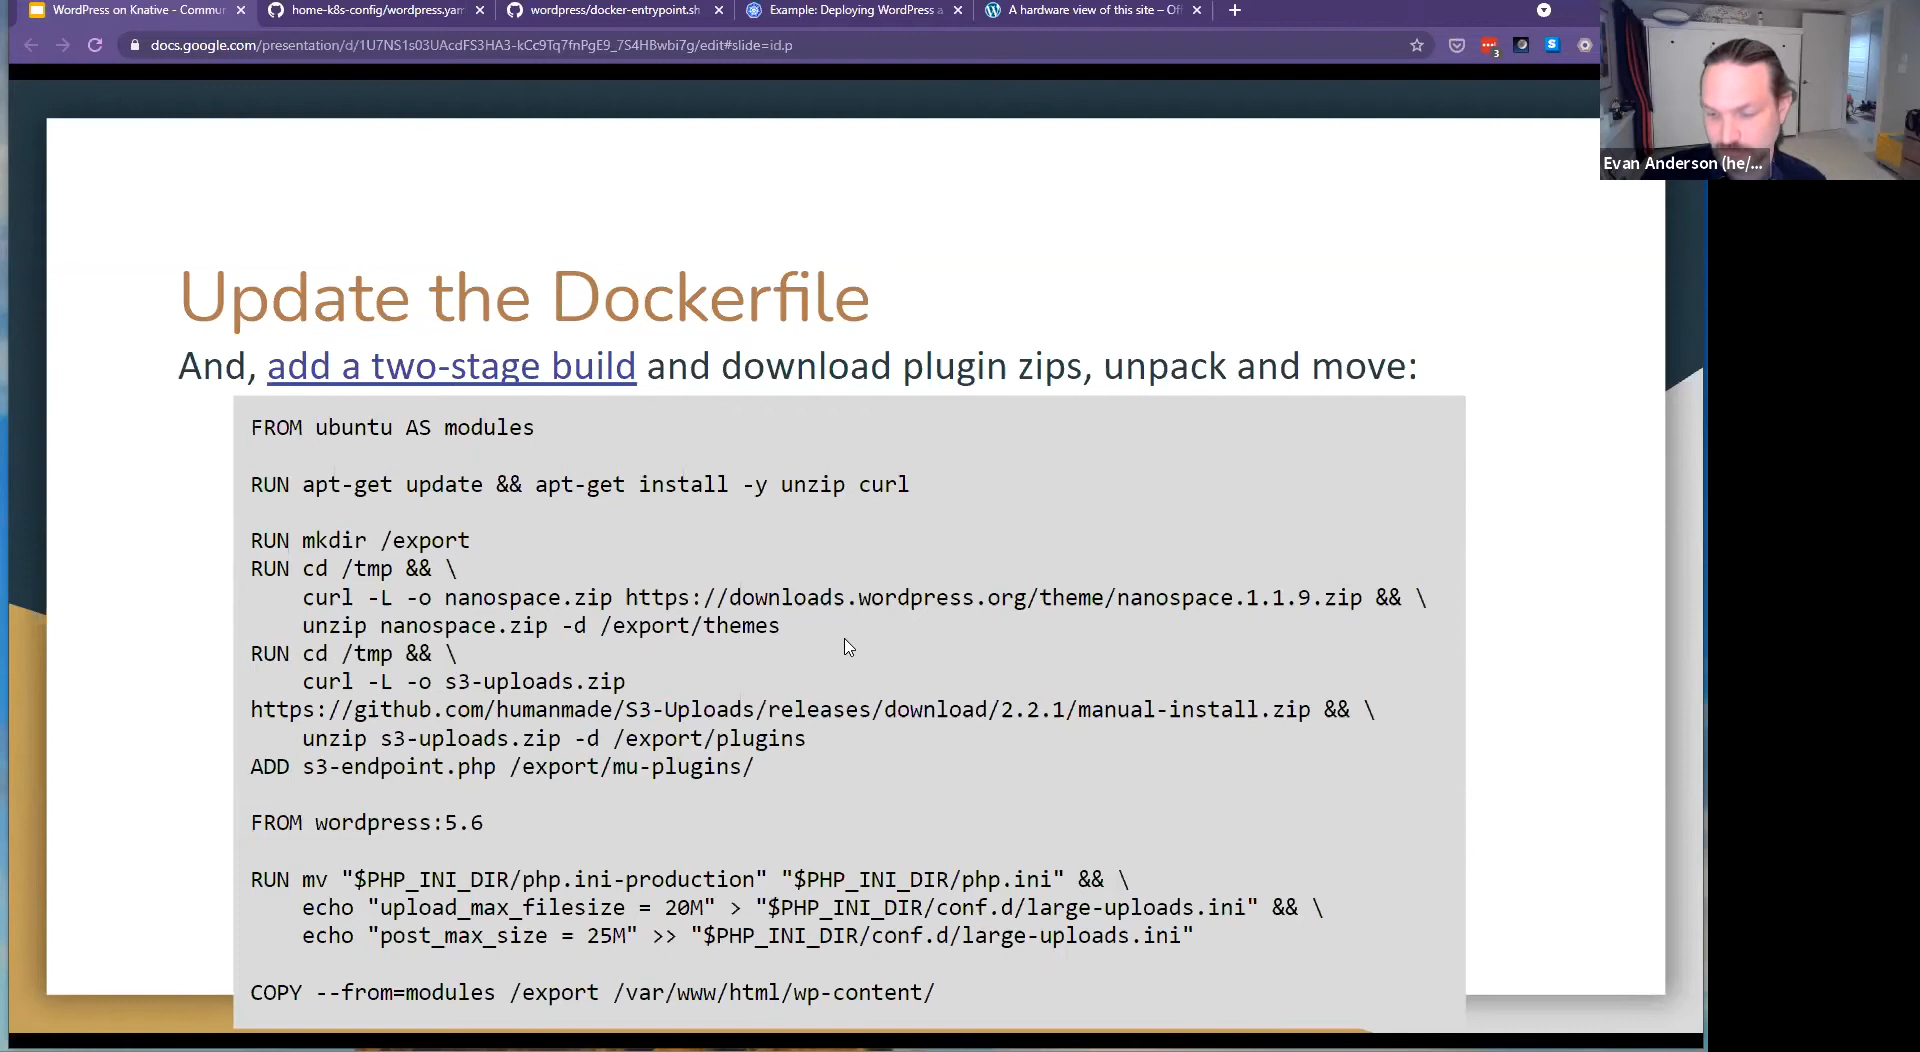 WordPress on Knative - Commu
home-k8s-config/wordpress.yam
wordpress/docker-entrypoint.sh
Example: Deploying WordPress a
A hardware view of this site – Of
docs.google.com/presentation/d/1U7NS1s03UAcdFS3HA3-kCc9Tq7fnPgE9_7S4HBwbi7g/edit#slide=id.p
3
S
Evan Anderson (he/...
Update the Dockerfile
And, add a two-stage build and download plugin zips, unpack and move:
FROM ubuntu AS modules
RUN apt-get update && apt-get install -y unzip curl
RUN mkdir /export
RUN cd /tmp && \
curl -L -o nanospace.zip https://downloads.wordpress.org/theme/nanospace.1.1.9.zip && \
unzip nanospace.zip -d /export/themes
RUN cd /tmp && \
curl -L -o s3-uploads.zip
https://github.com/humanmade/S3-Uploads/releases/download/2.2.1/manual-install.zip && \
unzip s3-uploads.zip -d /export/plugins
ADD s3-endpoint.php /export/mu-plugins/
FROM wordpress:5.6
RUN mv "$PHP_INI_DIR/php.ini-production" "$PHP_INI_DIR/php.ini" && \
echo "upload_max_filesize = 20M" > "$PHP_INI_DIR/conf.d/large-uploads.ini" && \
echo "post_max_size = 25M" >> "$PHP_INI_DIR/conf.d/large-uploads.ini"
COPY --from=modules /export /var/www/html/wp-content/